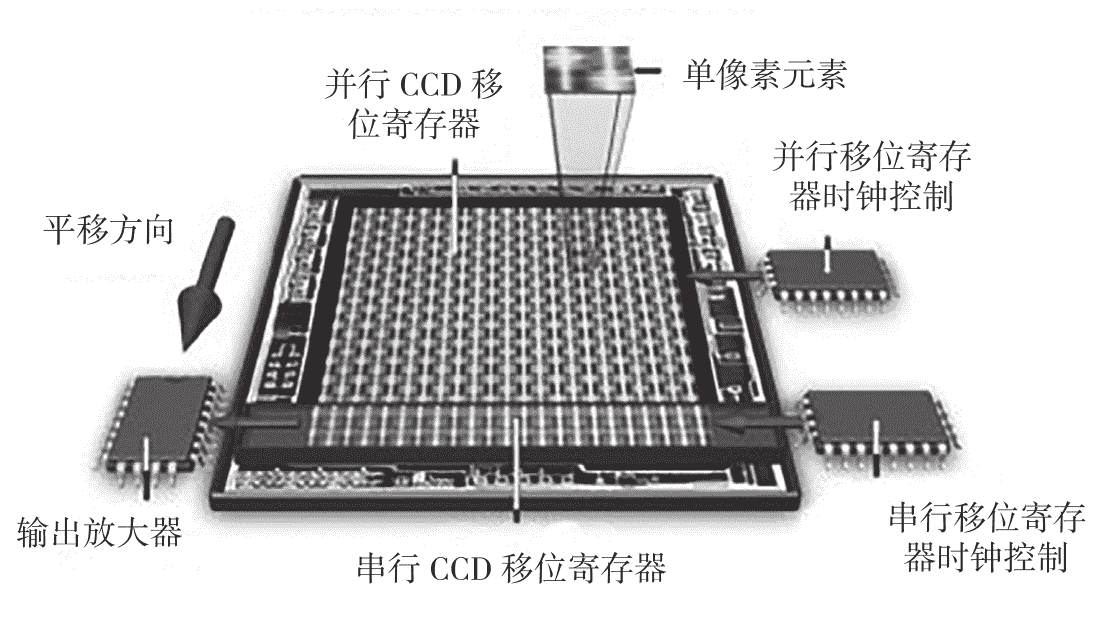 单像素元素
并行 CCD 移
位寄存器
并行移位寄存
器时钟控制
平移方向
输出放大器
串行 CCD 移位寄存器
串行移位寄存
器时钟控制